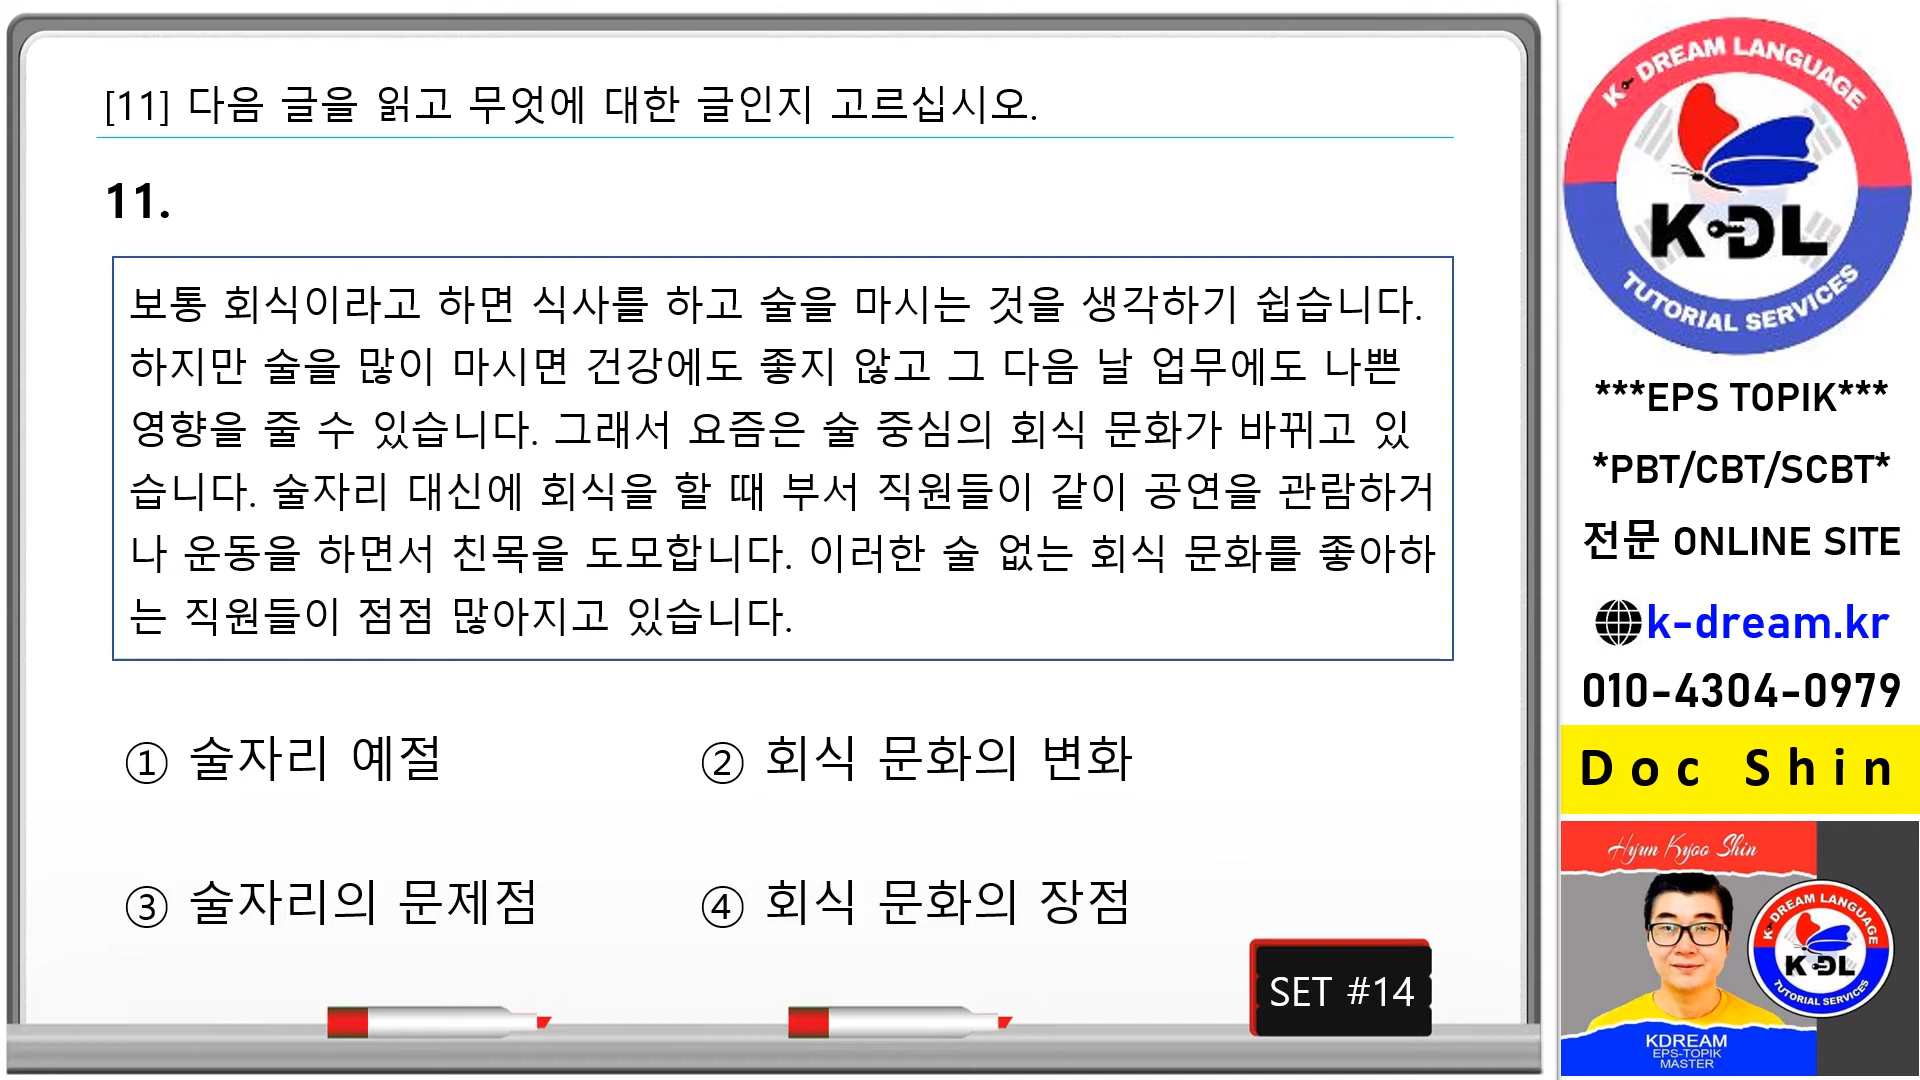 [11] 다음 글을 읽고 무엇에 대한 글인지 고르십시오.
11.
보통 회식이라고 하면 식사를 하고 술을 마시는 것을 생각하기 쉽습니다.
하지만 술을 많이 마시면 건강에도 좋지 않고 그 다음 날 업무에도 나쁜
영향을 줄 수 있습니다. 그래서 요즘은 술 중심의 회식 문화가 바뀌고 있
습니다. 술자리 대신에 회식을 할 때 부서 직원들이 같이 공연을 관람하거
나 운동을 하면서 친목을 도모합니다. 이러한 술 없는 회식 문화를 좋아하
는 직원들이 점점 많아지고 있습니다.
① 술자리 예절
② 회식 문화의 변화
③ 술자리의 문제점
④ 회식 문화의 장점
SET #14
K-DREAM LANGUAGE
K-DL
TUTORIAL SERVICES
***EPS TOPIK***
*PBT/CBT/SCBT*
전문 ONLINE SITE
k-dream.kr
010-4304-0979
Doc Shin
Hyun Kyoo Shin
K-DREAM LANGUAGE
K-DL
TUTORIAL SERVICES
KDREAM
EPS-TOPIK
MASTER